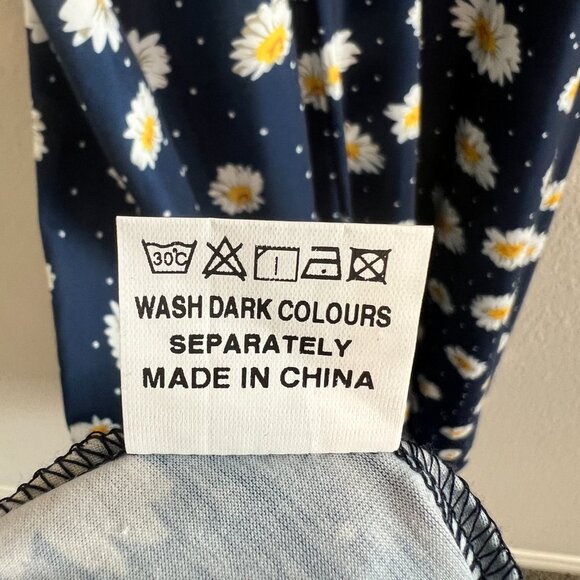 30°C
WASH DARK COLOURS
SEPARATELY
MADE IN CHINA